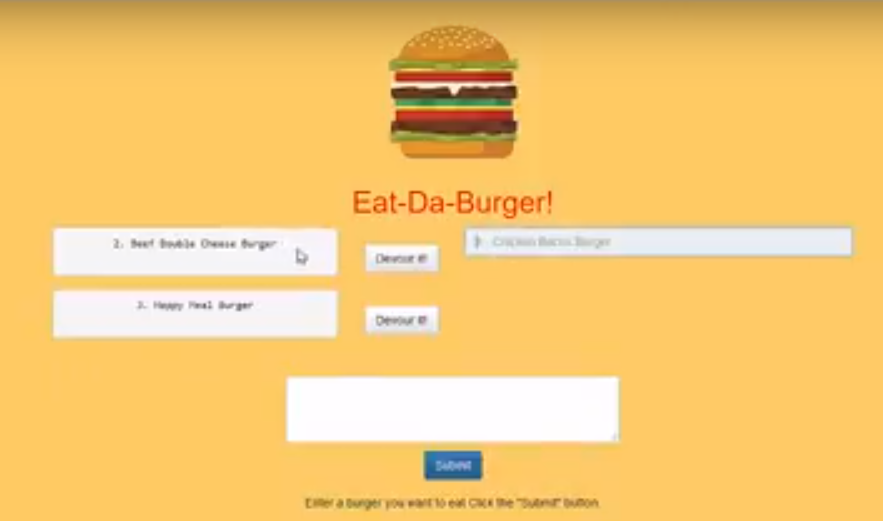 Eat-Da-Burger!
2. Beef Double Cheese Burger
Devour it!
Chicken Bacon Burger
3. Happy Meal Burger
Devour it!
Submit
Enter a burger you want to eat Click the "Submit" button.